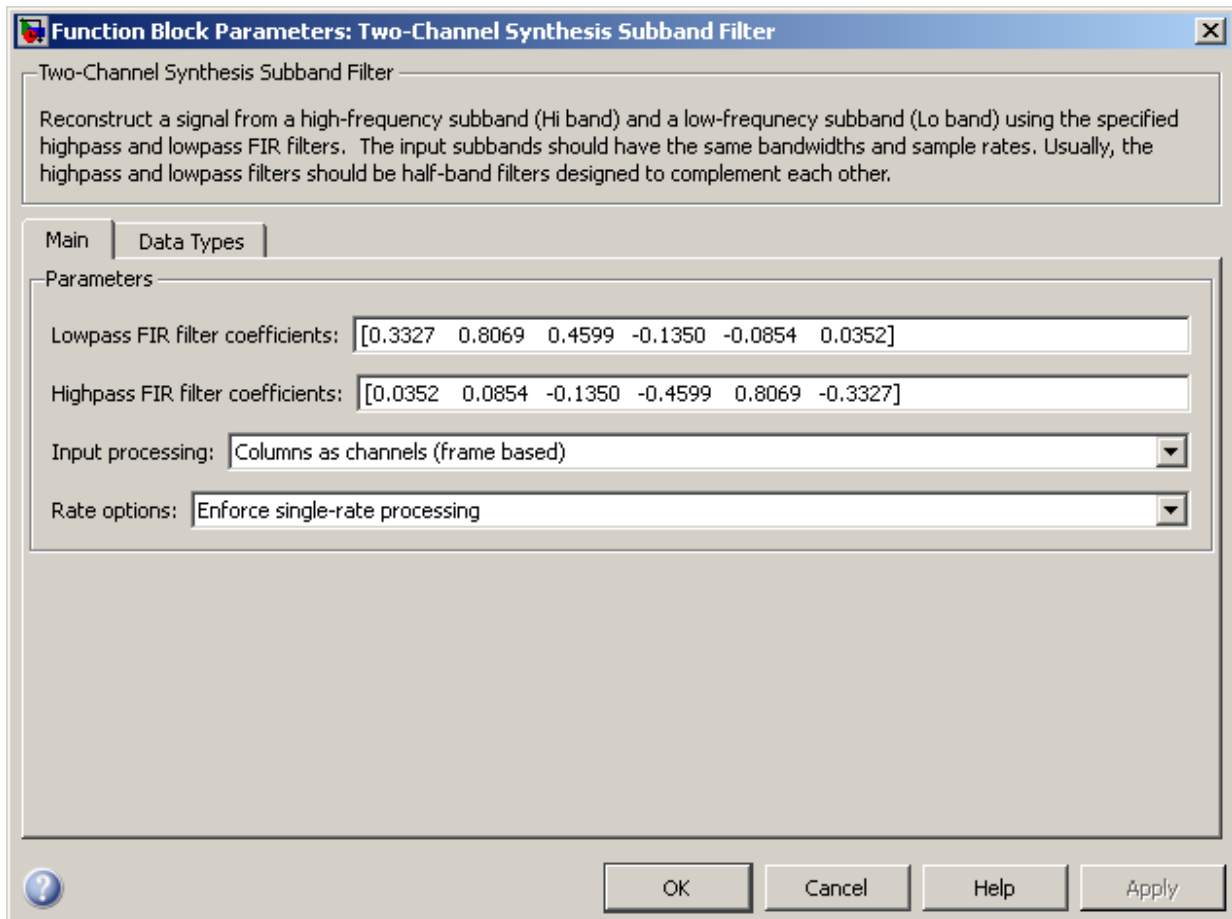 Function Block Parameters: Two-Channel Synthesis Subband Filter
Two-Channel Synthesis Subband Filter
Reconstruct a signal from a high-frequency subband (Hi band) and a low-frequnecy subband (Lo band) using the specified
highpass and lowpass FIR filters. The input subbands should have the same bandwidths and sample rates. Usually, the
highpass and lowpass filters should be half-band filters designed to complement each other.
Main Data Types
Parameters
Lowpass FIR filter coefficients: [0.3327 0.8069 0.4599 -0.1350 -0.0854 0.0352]
Highpass FIR filter coefficients: [0.0352 0.0854 -0.1350 -0.4599 0.8069 -0.3327]
Input processing: Columns as channels (frame based)
Rate options: Enforce single-rate processing
? OK Cancel Help Apply